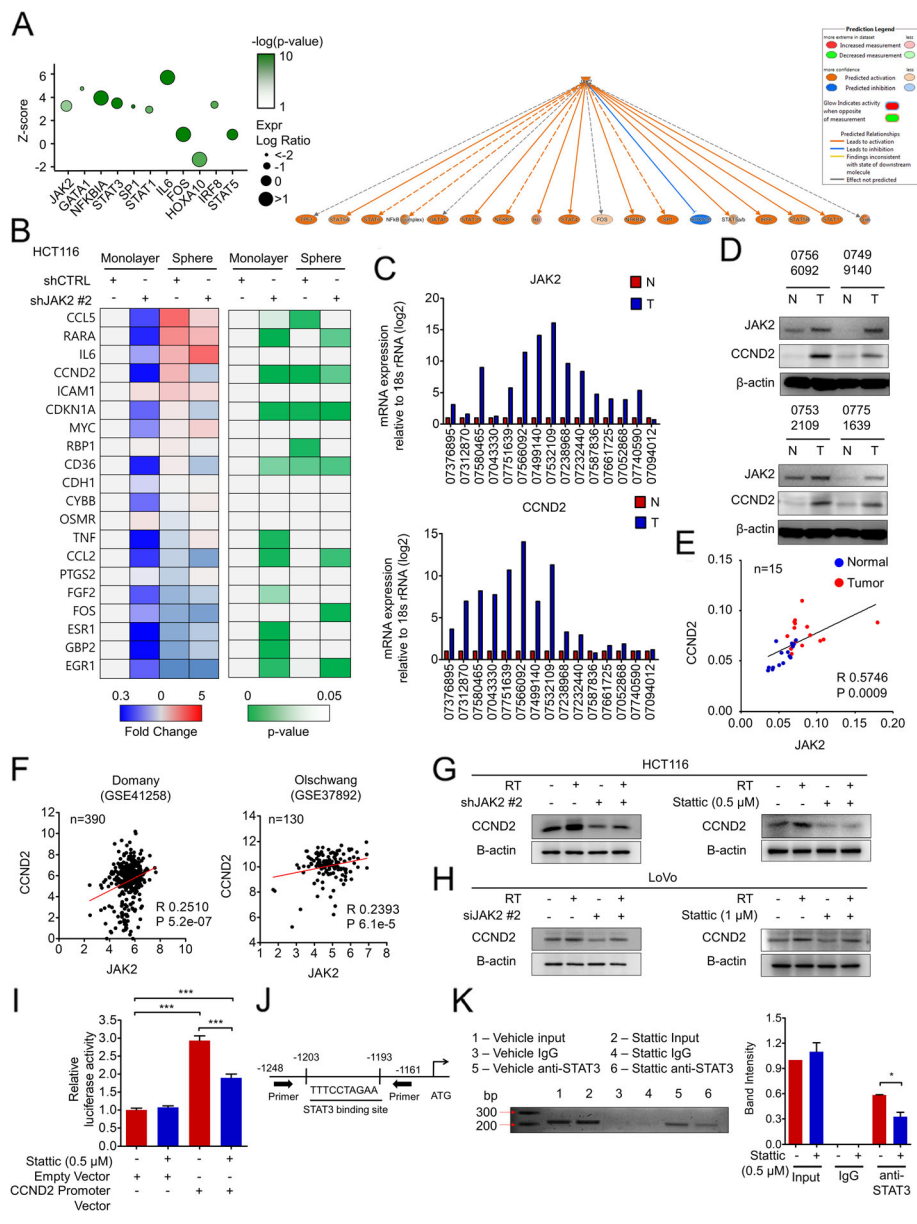 A
-log(p-value)
10
1
Expr
Log Ratio
<-2
-1
0
>1
Z-score
6
4
2
0
-2
JAK2
GATA1
NFKBIA
STAT3
SP1
STAT1
IL6
FOS
HOXA10
IRF8
STAT5
FOS
STAT5a/b
Prediction Legend
more extreme in dataset
less
Increased measurement
Decreased measurement
more confidence
less
Predicted activation
Predicted inhibition
Glow Indicates activity
when opposite
of measurement
Predicted Relationships
Leads to activation
Leads to inhibition
Findings inconsistent
with state of downstream
molecule
Effect not predicted
B
HCT116
Monolayer Sphere Monolayer Sphere
shCTRL + - + - + - + -
shJAK2 #2 - + - + - + - +
CCL5
RARA
IL6
CCND2
ICAM1
CDKN1A
MYC
RBP1
CD36
CDH1
CYBB
OSMR
TNF
CCL2
PTGS2
FGF2
FOS
ESR1
GBP2
EGR1
0.3 0 5
Fold Change
0 0.05
p-value
C
JAK2
N
T
mRNA expression
relative to 18s rRNA (log2)
20
15
10
5
0
07376895
07312870
07580465
07043330
07751639
07566092
07499140
07532109
07238968
07232440
07587836
07661725
07052868
07740590
07094012
CCND2
N
T
mRNA expression
relative to 18s rRNA (log2)
15
10
5
0
07376895
07312870
07580465
07043330
07751639
07566092
07499140
07532109
07238968
07232440
07587836
07661725
07052868
07740590
07094012
D
0756 0749
6092 9140
N T N T
JAK2
CCND2
β-actin
0753 0775
2109 1639
N T N T
JAK2
CCND2
β-actin
E
n=15
Normal
Tumor
CCND2
0.15
0.10
0.05
0.00
R 0.5746
P 0.0009
0.00 0.05 0.10 0.15 0.20
JAK2
F
Domany
(GSE41258)
n=390
CCND2
12
10
8
6
4
2
0
R 0.2510
P 5.2e-07
0 2 4 6 8 10
JAK2
Olschwang
(GSE37892)
n=130
CCND2
14.2
12
10
8
6
4
R 0.2393
P 6.1e-5
1 2 3 4 5 6 7 8
JAK2
G
HCT116
RT - + - +
shJAK2 #2 - - + +
CCND2
B-actin
RT - + - +
Stattic (0.5 µM) - - + +
CCND2
B-actin
H
LoVo
RT - + - +
siJAK2 #2 - - + +
CCND2
B-actin
RT - + - +
Stattic (1 µM) - - + +
CCND2
B-actin
I
***
***
***
Relative
luciferase activity
3.5
3.0
2.5
2.0
1.5
1.0
0.5
0.0
Stattic (0.5 µM) - + - +
Empty Vector + + - -
CCND2 Promoter - - + +
Vector
J
-1203 -1193
-1248 -1161
TTTCCTAGAA
Primer Primer ATG
STAT3 binding site
K
1 – Vehicle input 2 – Stattic Input
3 – Vehicle IgG 4 – Stattic IgG
5 – Vehicle anti-STAT3 6 – Stattic anti-STAT3
bp 1 2 3 4 5 6
300
200
Band Intensity
1.5
1.2
0.9
0.6
0.3
0.0
*
Stattic - + - + - +
(0.5 µM)
Input IgG anti-
STAT3